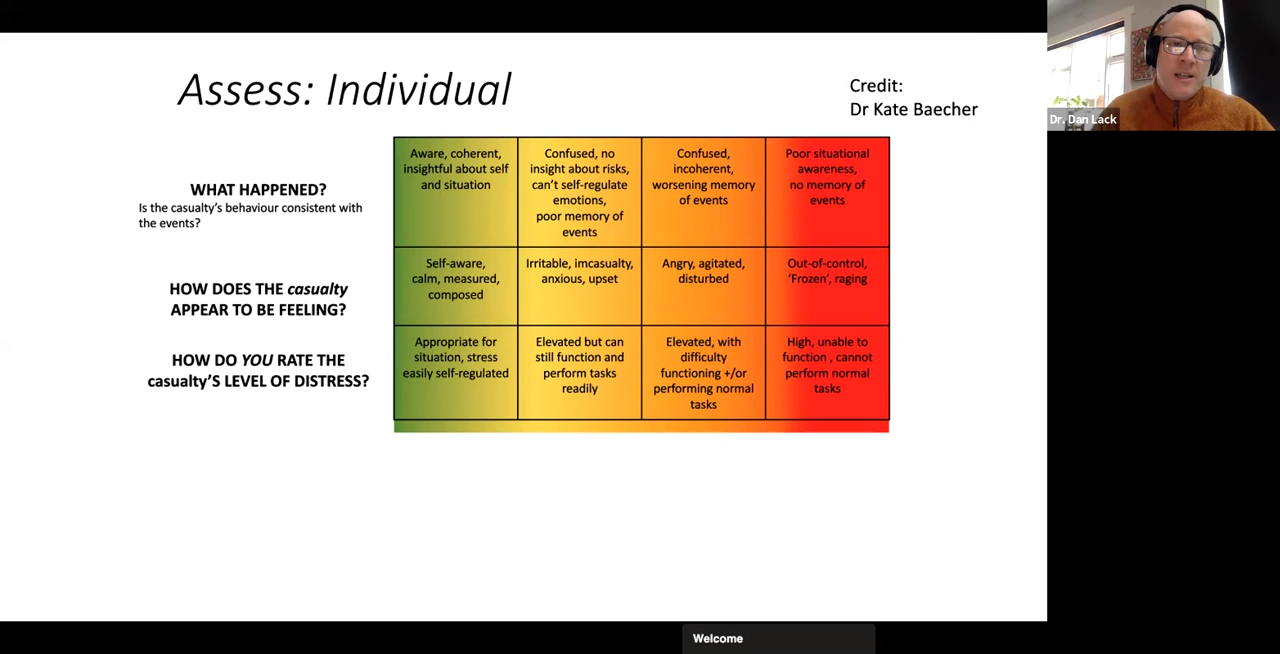 Assess: Individual
Credit:
Dr Kate Baecher
Dr. Dan Lack
WHAT HAPPENED?
Is the casualty's behaviour consistent with
the events?
Aware, coherent,
insightful about self
and situation
Confused, no
insight about risks,
can't self-regulate
emotions,
poor memory of
events
Confused,
incoherent,
worsening memory
of events
Poor situational
awareness,
no memory of
events
HOW DOES THE casualty
APPEAR TO BE FEELING?
Self-aware,
calm, measured,
composed
Irritable, imcasualty,
anxious, upset
Angry, agitated,
disturbed
Out-of-control,
'Frozen', raging
HOW DO YOU RATE THE
casualty'S LEVEL OF DISTRESS?
Appropriate for
situation, stress
easily self-regulated
Elevated but can
still function and
perform tasks
readily
Elevated, with
difficulty
functioning +/or
performing normal
tasks
High, unable to
function , cannot
perform normal
tasks
Welcome